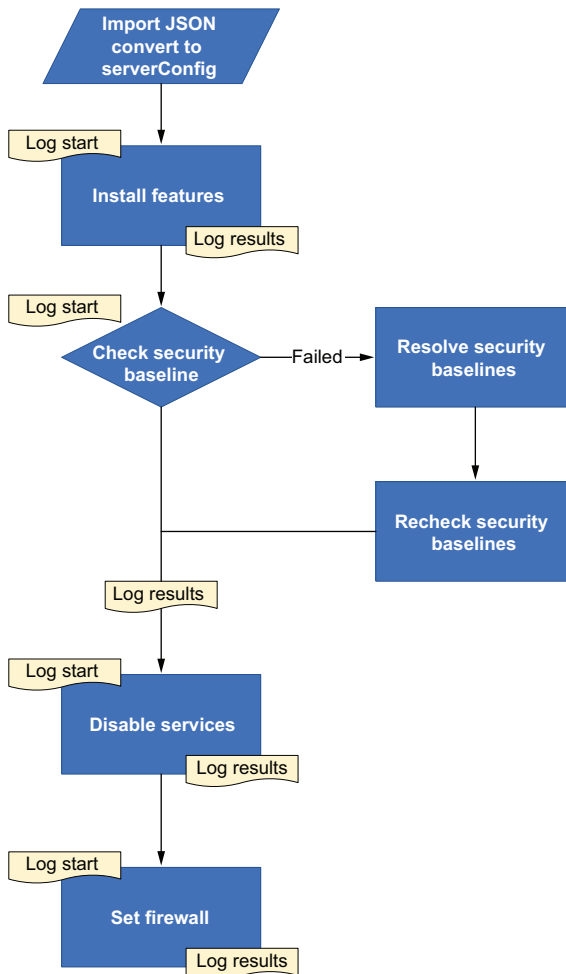 Import JSON
convert to
serverConfig
Log start
Install features
Log results
Log start
Check security
baseline
Failed
Resolve security
baselines
Recheck security
baselines
Log results
Log start
Disable services
Log results
Log start
Set firewall
Log results